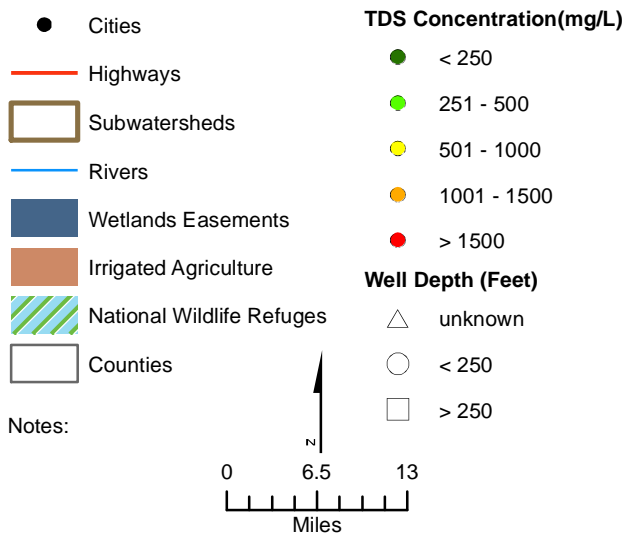 Cities
Highways
Subwatersheds
Rivers
Wetlands Easements
Irrigated Agriculture
National Wildlife Refuges
Counties
Notes:
TDS Concentration(mg/L)
< 250
251 - 500
501 - 1000
1001 - 1500
> 1500
Well Depth (Feet)
unknown
< 250
> 250
N
0 6.5 13
Miles